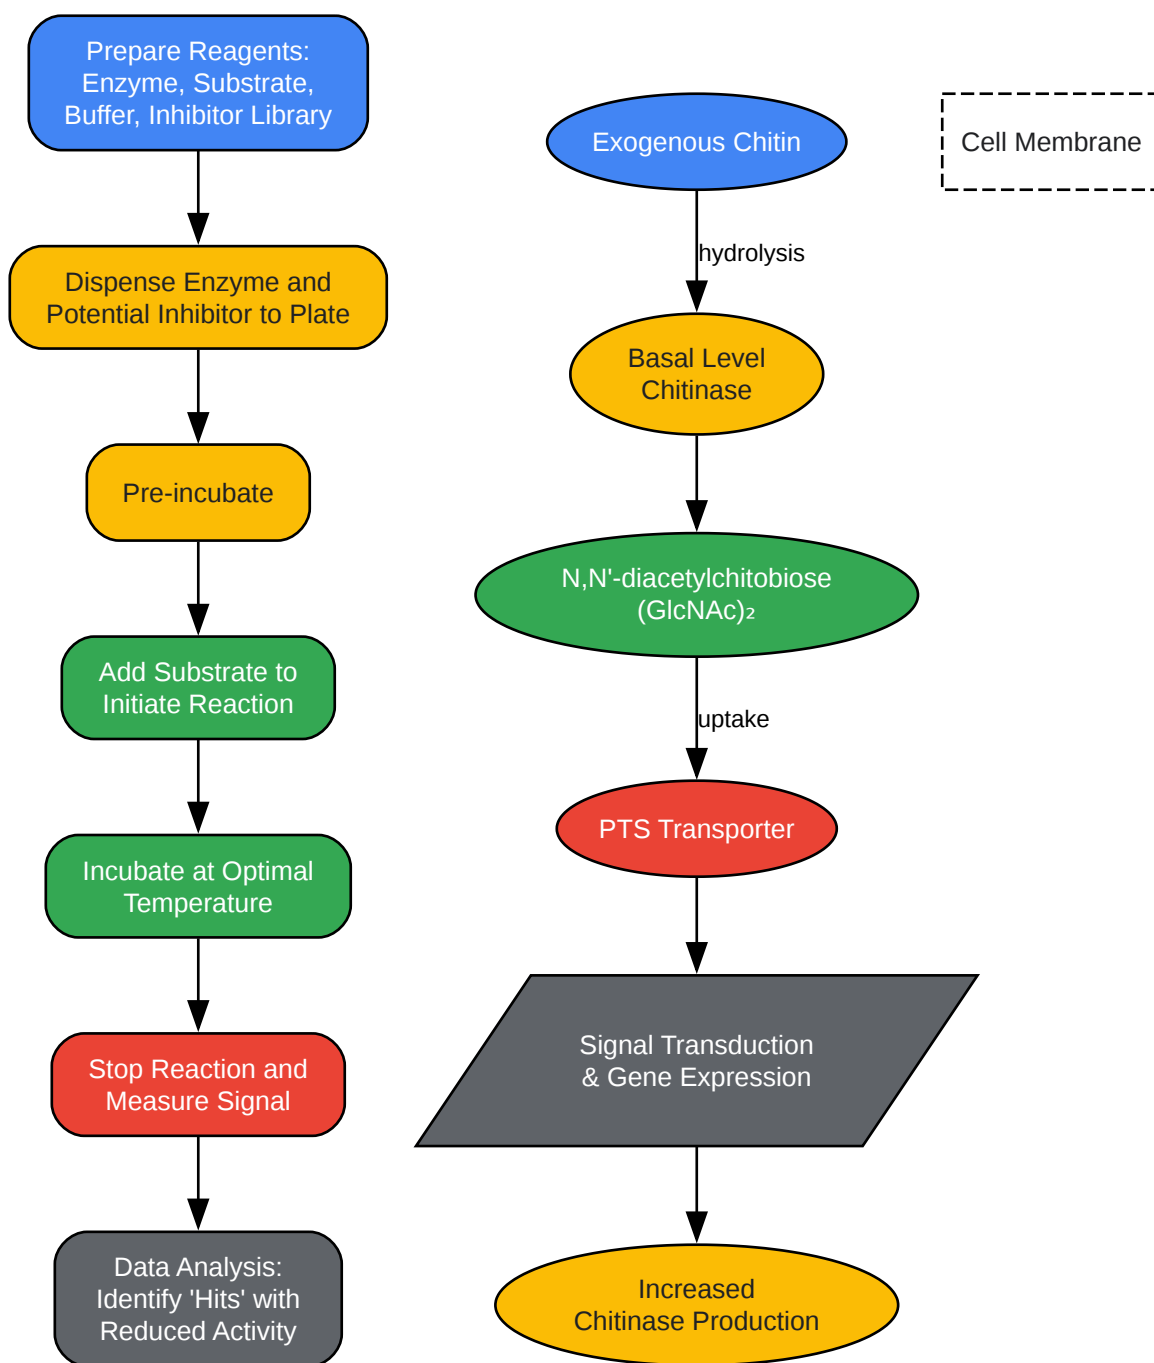 Prepare Reagents:
Enzyme, Substrate,
Buffer, Inhibitor Library
Dispense Enzyme and
Potential Inhibitor to Plate
Pre-incubate
Add Substrate to
Initiate Reaction
Incubate at Optimal
Temperature
Stop Reaction and
Measure Signal
Data Analysis:
Identify 'Hits' with
Reduced Activity
Exogenous Chitin
hydrolysis
Basal Level
Chitinase
N,N'-diacetylchitobiose
(GlcNAc)₂
uptake
PTS Transporter
Signal Transduction
& Gene Expression
Increased
Chitinase Production
Cell Membrane